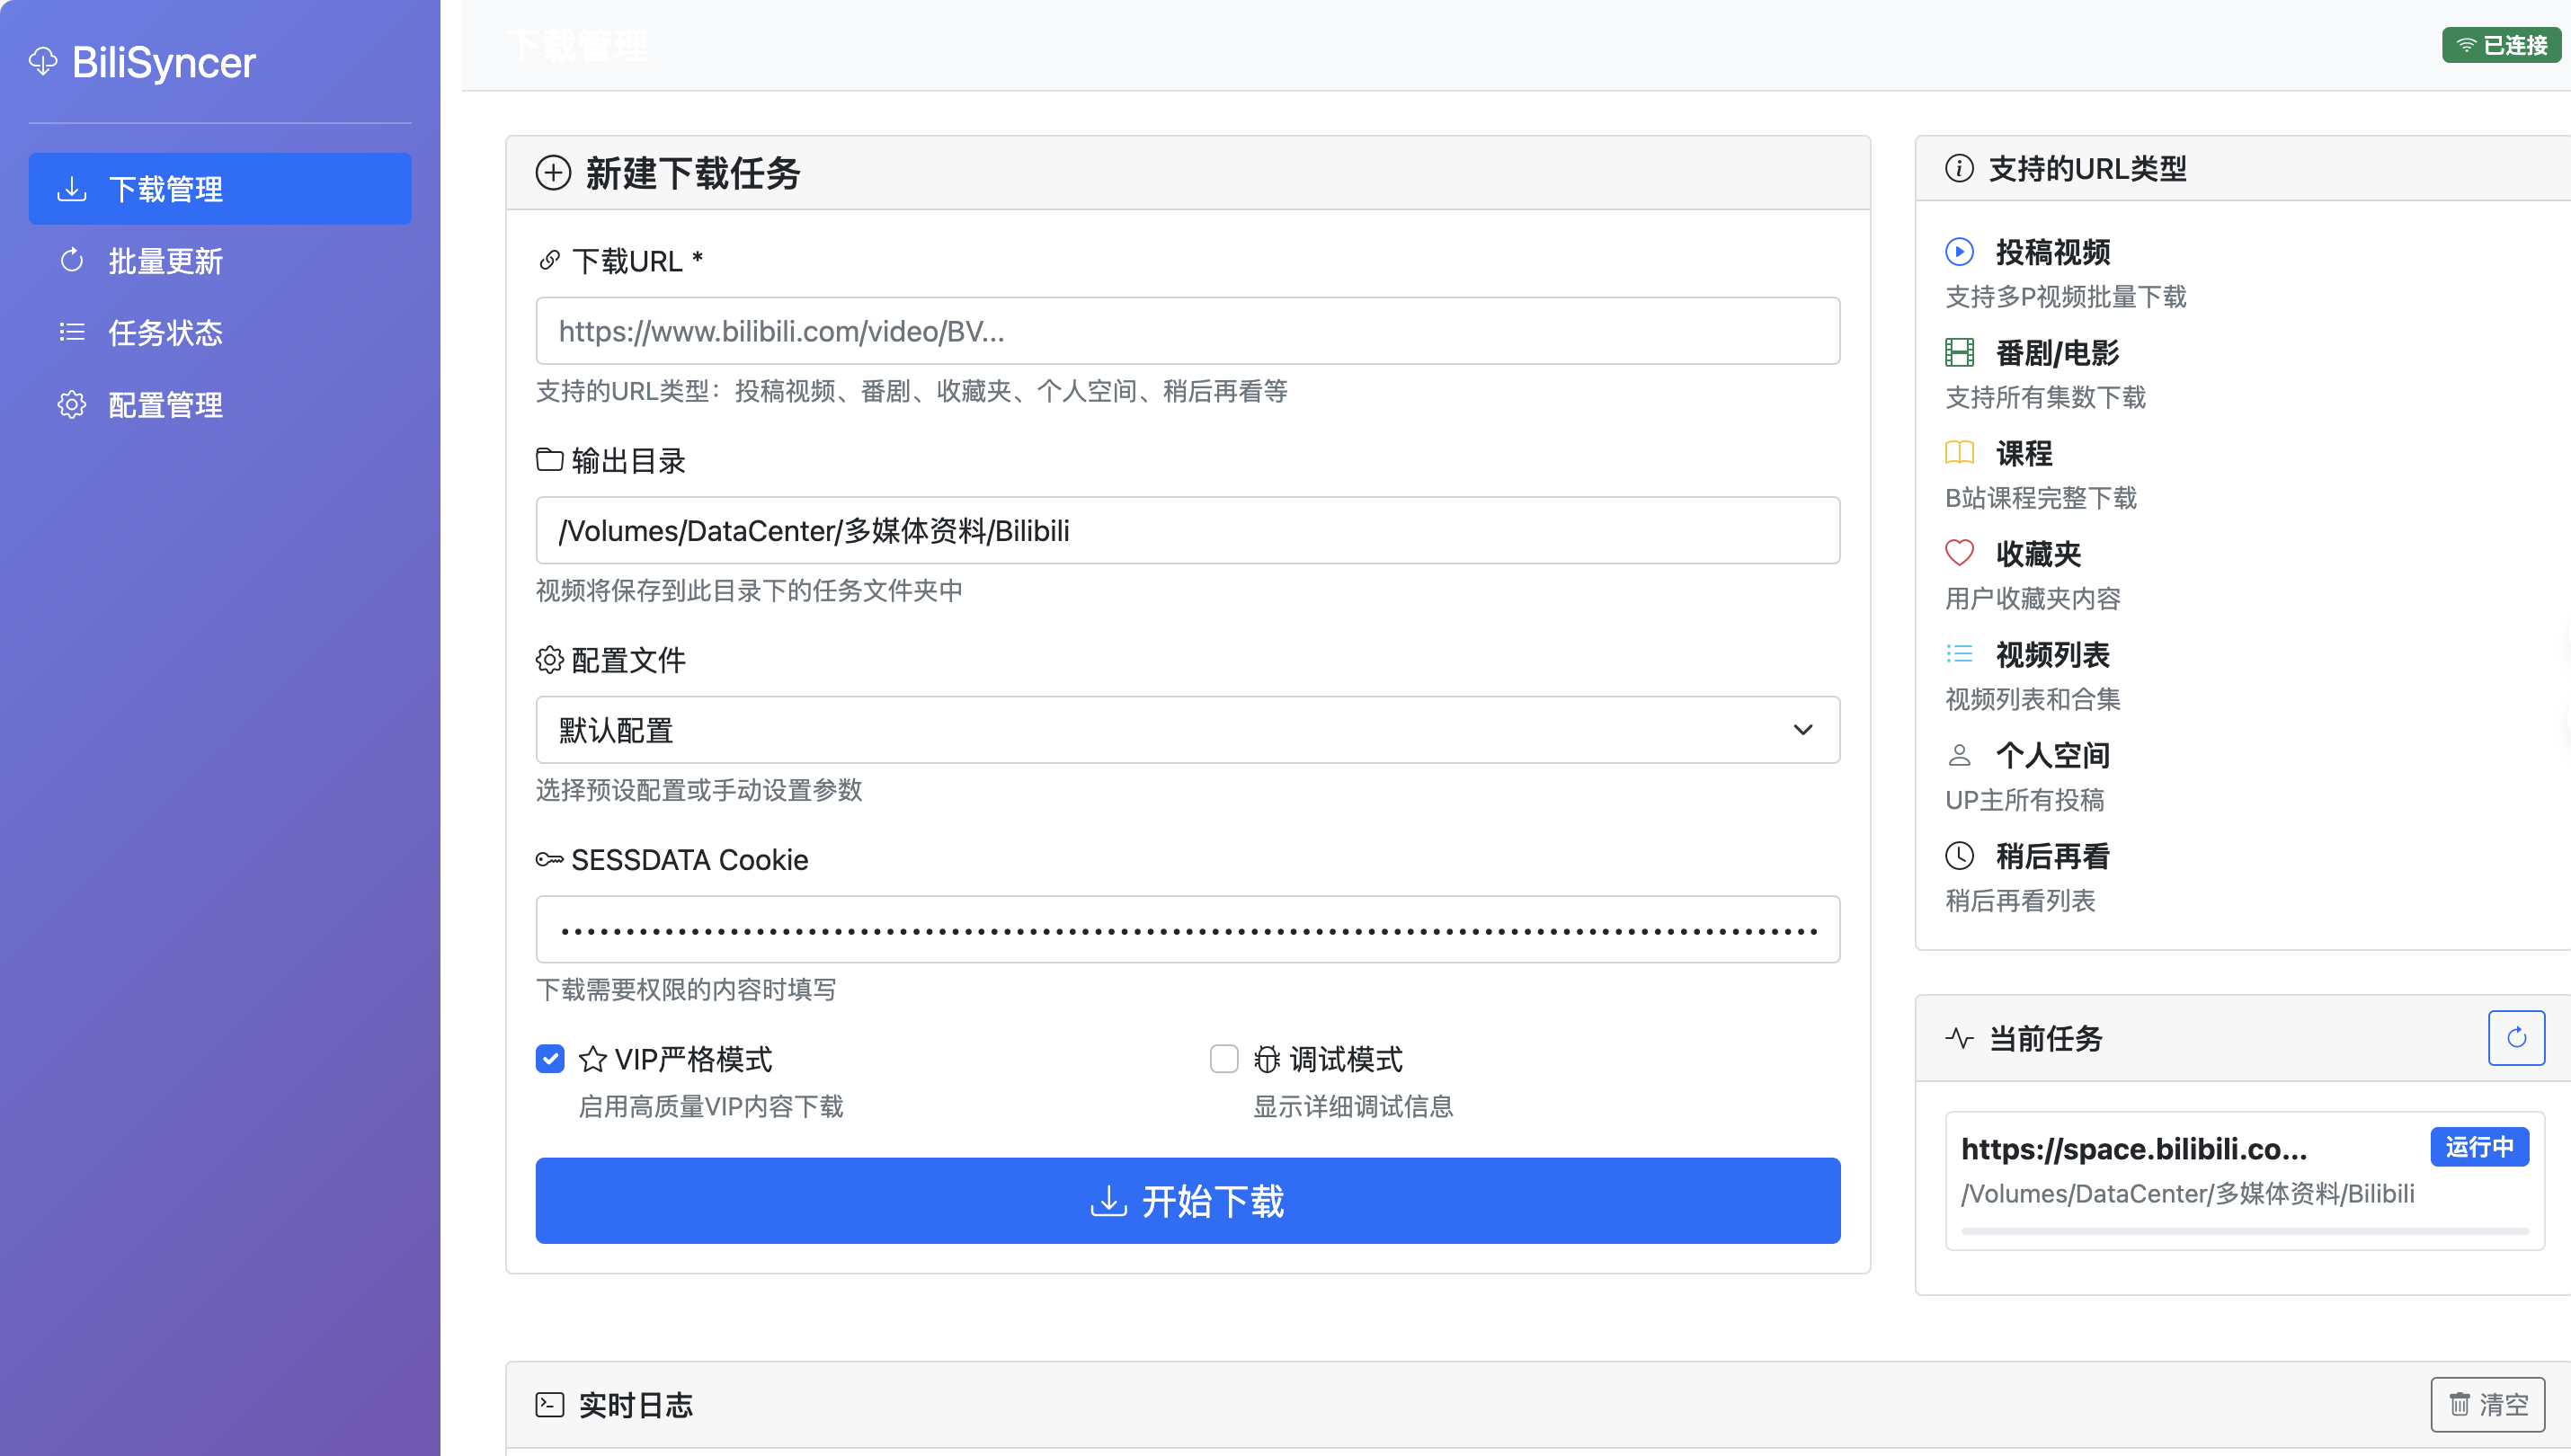 BiliSyncer
下载管理
批量更新
任务状态
配置管理
下载管理
已连接
新建下载任务
下载URL *
https://www.bilibili.com/video/BV...
支持的URL类型：投稿视频、番剧、收藏夹、个人空间、稍后再看等
输出目录
/Volumes/DataCenter/多媒体资料/Bilibili
视频将保存到此目录下的任务文件夹中
配置文件
默认配置
选择预设配置或手动设置参数
SESSDATA Cookie
下载需要权限的内容时填写
VIP严格模式
启用高质量VIP内容下载
调试模式
显示详细调试信息
开始下载
支持的URL类型
投稿视频
支持多P视频批量下载
番剧/电影
支持所有集数下载
课程
B站课程完整下载
收藏夹
用户收藏夹内容
视频列表
视频列表和合集
个人空间
UP主所有投稿
稍后再看
稍后再看列表
当前任务
https://space.bilibili.co...
运行中
/Volumes/DataCenter/多媒体资料/Bilibili
实时日志
清空